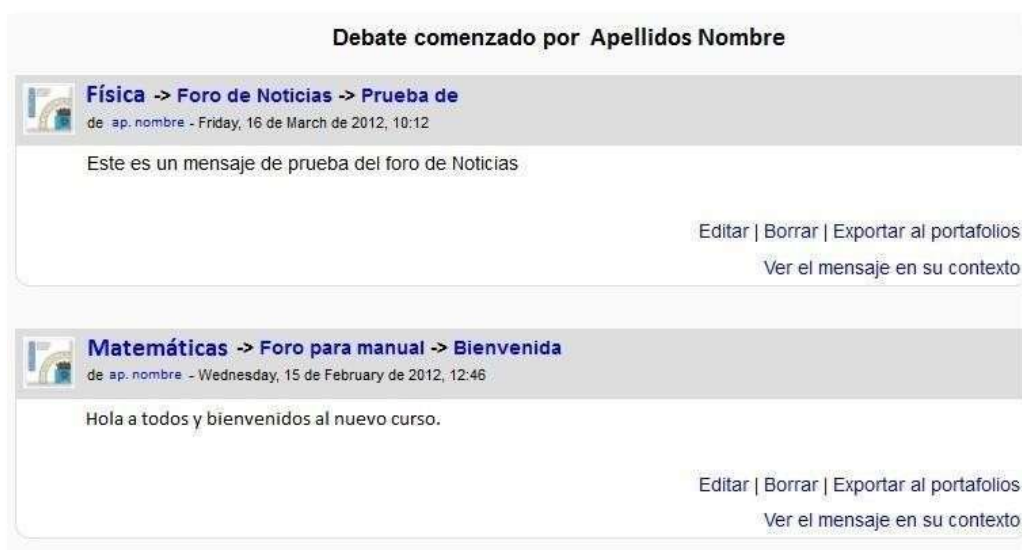 Debate comenzado por Apellidos Nombre
Física -> Foro de Noticias -> Prueba de
de ap. nombre - Friday, 16 de March de 2012, 10:12
Este es un mensaje de prueba del foro de Noticias
Editar | Borrar | Exportar al portafolios
Ver el mensaje en su contexto
Matemáticas -> Foro para manual -> Bienvenida
de ap. nombre - Wednesday, 15 de February de 2012, 12:46
Hola a todos y bienvenidos al nuevo curso.
Editar | Borrar | Exportar al portafolios
Ver el mensaje en su contexto